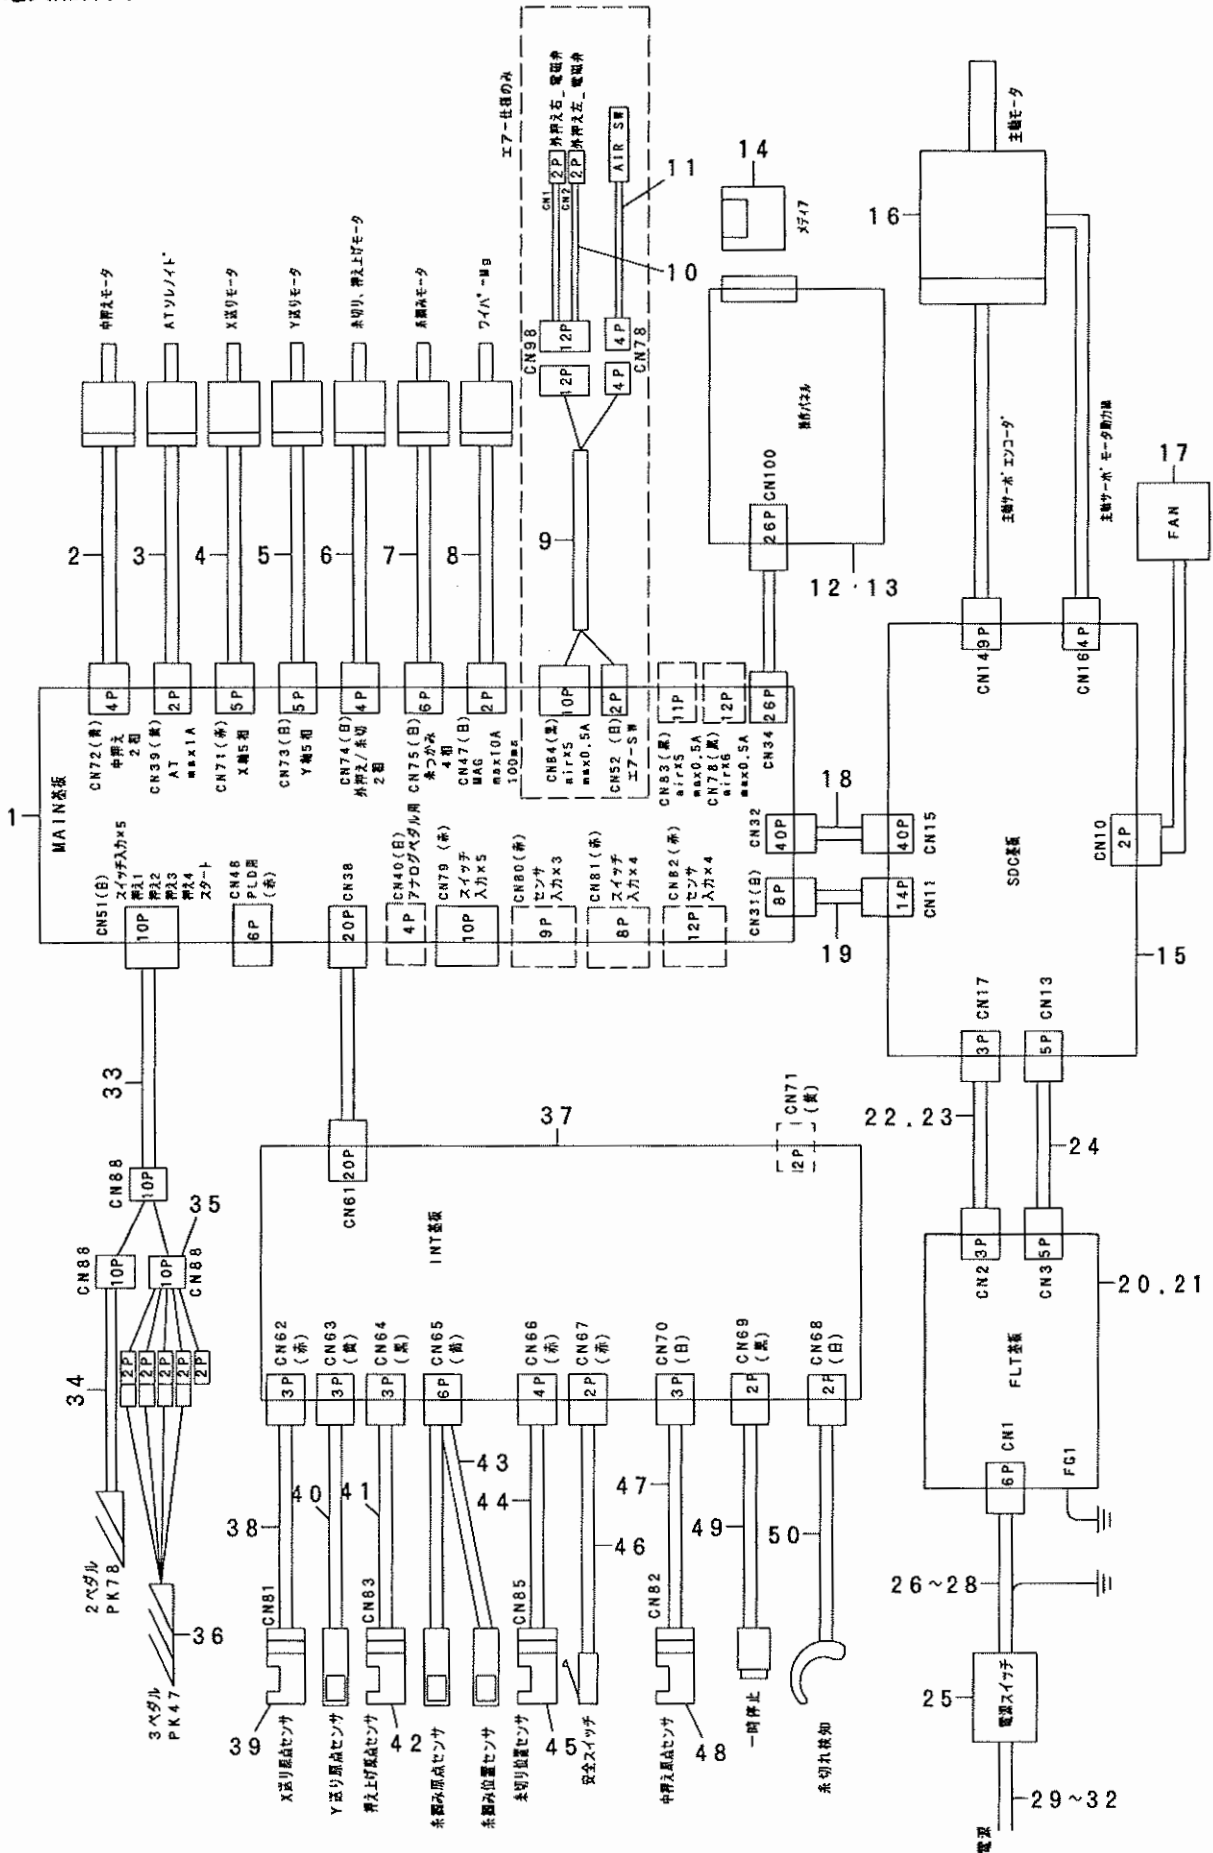 エアー仕様のみ
中押えモータ
ATソレノイド
X送りモータ
Y送りモータ
糸切り、押え上げモータ
糸掴みモータ
ワイパーMg
CN1
2P
外押え右_電磁弁
CN2
2P
外押え左_電磁弁
AIR SW
CN98
12P
12P
4P
4P
CN78
2
3
4
5
6
7
8
9
10
11
14
メディア
操作パネル
26P
CN100
12・13
16
主軸モータ
主軸サーボエンコーダ
主軸サーボモータ動力線
17
FAN
1
MAIN基板
4P
CN72(黄)
中押え
2相
2P
CN39(黄)
AT
max1A
5P
CN71(赤)
X軸5相
5P
CN73(白)
Y軸5相
4P
CN74(白)
外押え/糸切
2相
6P
CN75(白)
糸つかみ
4相
2P
CN47(白)
MAG
max10A
100ms
10P
CN84(黒)
airx5
max0.5A
2P
CN52(白)
エアーSW
11P
CN83(黒)
airx5
max0.5A
12P
CN78(黒)
airx6
max0.5A
26P
CN34
CN51(白)
スイッチ入力×5
押え1
押え2
押え3
押え4
スタート
10P
CN48
PLD用
(赤)
6P
CN38
20P
CN40(白)
アナログペダル用
4P
CN79 (赤)
スイッチ
入力×5
10P
CN80(赤)
センサ
入力×3
9P
CN81(赤)
スイッチ
入力×4
8P
CN82(赤)
センサ
入力×4
12P
CN31(白)
8P
CN32
40P
18
19
40P
CN15
14P
CN11
CN14
9P
CN16
4P
CN10
2P
SDC基板
15
CN17
3P
CN13
5P
22.23
24
CN2
3P
CN3
5P
20.21
FLT基板
CN1
6P
FG1
26~28
25
電源スイッチ
29~32
電源
33
CN88
10P
35
CN88
10P
10P
CN88
2P
2P
2P
2P
2P
34
36
2ペダル
PK78
3ペダル
PK47
37
CN61
20P
INT基板
CN71
(黄)
2P
CN62
(赤)
3P
CN63
(黄)
3P
CN64
(黒)
3P
CN65
(黄)
6P
CN66
(赤)
4P
CN67
(赤)
2P
CN70
(白)
3P
CN69
(黒)
2P
CN68
(白)
2P
38
40
41
43
44
46
47
49
50
CN81
CN83
CN85
CN82
39
42
45
48
X送り原点センサ
Y送り原点センサ
押え上げ原点センサ
糸掴み原点センサ
糸掴み位置センサ
糸切り位置センサ
安全スイッチ
中押え原点センサ
一時停止
糸切れ検知